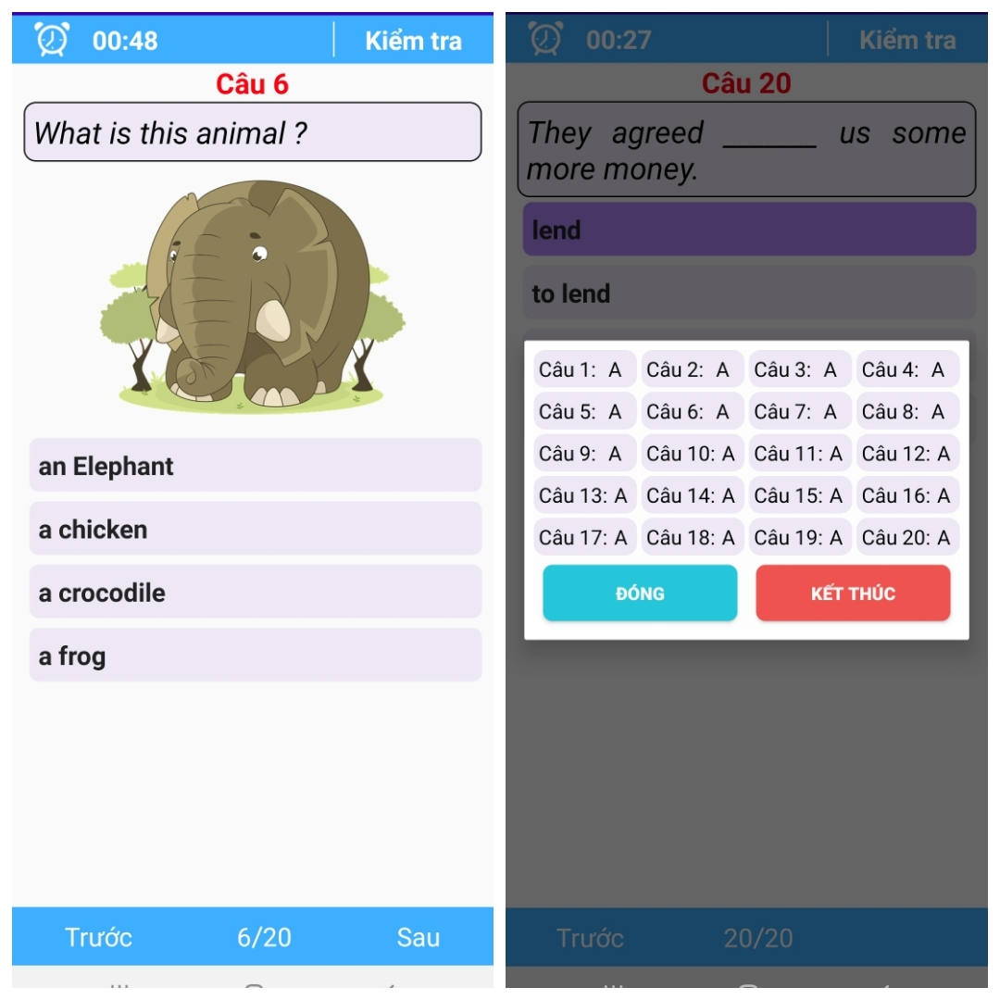 00:48
Kiểm tra
Câu 6
What is this animal ?
an Elephant
a chicken
a crocodile
a frog
Trước
6/20
Sau
00:27
Kiểm tra
Câu 20
They agreed ______ us some
more money.
lend
to lend
Câu 1: A
Câu 2: A
Câu 3: A
Câu 4: A
Câu 5: A
Câu 6: A
Câu 7: A
Câu 8: A
Câu 9: A
Câu 10: A
Câu 11: A
Câu 12: A
Câu 13: A
Câu 14: A
Câu 15: A
Câu 16: A
Câu 17: A
Câu 18: A
Câu 19: A
Câu 20: A
ĐÓNG
KẾT THÚC
Trước
20/20